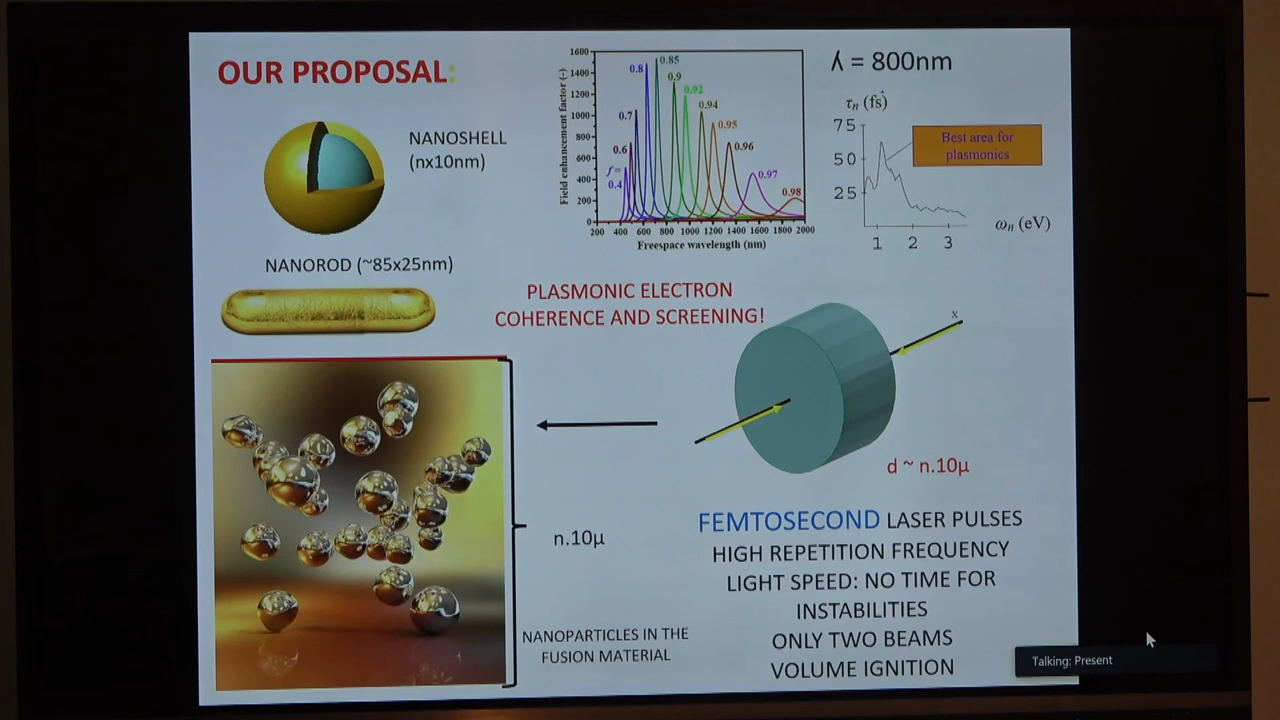 OUR PROPOSAL:
NANOSHELL
(nx10nm)
NANOROD (~85x25nm)
Field enhancement factor (-)
1600
1400
1200
1000
800
600
400
200
0
200 400 600 800 1000 1200 1400 1600 1800 2000
Freespace wavelength (nm)
f =
0.4
0.6
0.7
0.8
0.85
0.9
0.92
0.94
0.95
0.96
0.97
0.98
ƛ = 800nm
τn (fs)
75
50
25
Best area for
plasmonics
1 2 3
ωn (eV)
PLASMONIC ELECTRON
COHERENCE AND SCREENING!
x
d ~ n.10µ
n.10µ
NANOPARTICLES IN THE
FUSION MATERIAL
FEMTOSECOND LASER PULSES
HIGH REPETITION FREQUENCY
LIGHT SPEED: NO TIME FOR
INSTABILITIES
ONLY TWO BEAMS
VOLUME IGNITION
Talking: Present